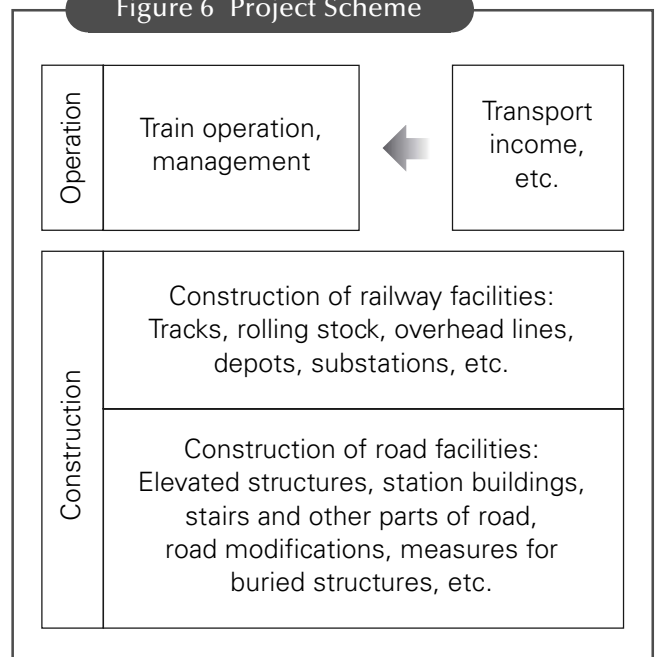 Figure 6 Project Scheme
Operation
Train operation,
management
Transport
income,
etc.
Construction
Construction of railway facilities:
Tracks, rolling stock, overhead lines,
depots, substations, etc.
Construction of road facilities:
Elevated structures, station buildings,
stairs and other parts of road,
road modifications, measures for
buried structures, etc.